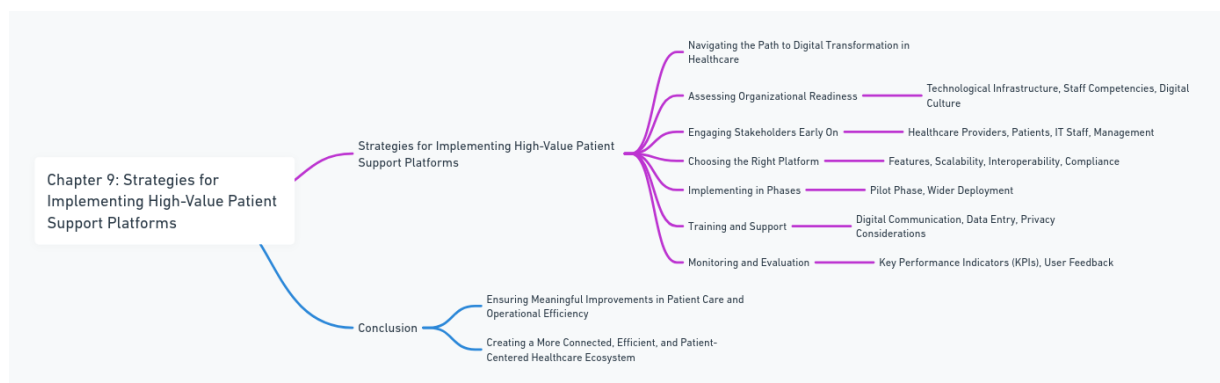 Chapter 9: Strategies for
Implementing High-Value Patient
Support Platforms
Strategies for Implementing High-Value Patient
Support Platforms
Navigating the Path to Digital Transformation in
Healthcare
Assessing Organizational Readiness
Technological Infrastructure, Staff Competencies, Digital
Culture
Engaging Stakeholders Early On
Healthcare Providers, Patients, IT Staff, Management
Choosing the Right Platform
Features, Scalability, Interoperability, Compliance
Implementing in Phases
Pilot Phase, Wider Deployment
Training and Support
Digital Communication, Data Entry, Privacy
Considerations
Monitoring and Evaluation
Key Performance Indicators (KPIs), User Feedback
Conclusion
Ensuring Meaningful Improvements in Patient Care and
Operational Efficiency
Creating a More Connected, Efficient, and Patient-
Centered Healthcare Ecosystem